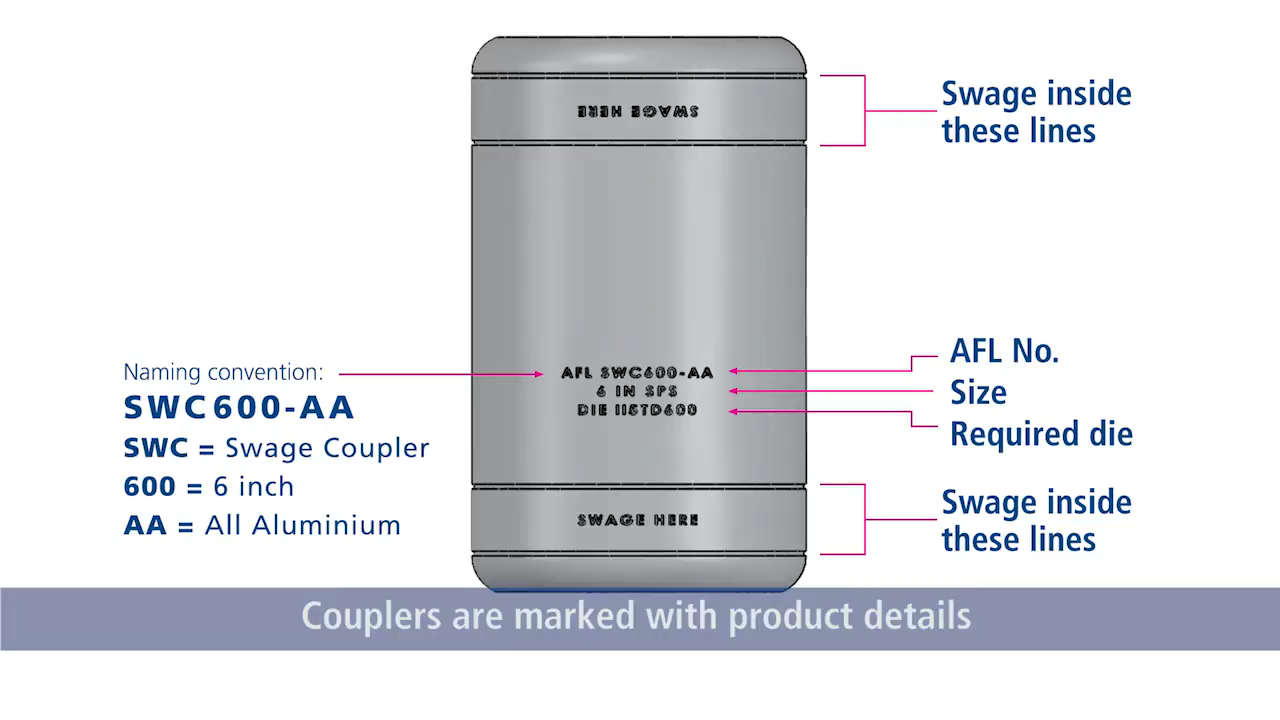 SWAGE HERE
Swage inside
these lines
Naming convention:
SWC600-AA
SWC = Swage Coupler
600 = 6 inch
AA = All Aluminium
AFL SWC600-AA
6 IN SPS
DIE 115TD600
AFL No.
Size
Required die
SWAGE HERE
Swage inside
these lines
Couplers are marked with product details